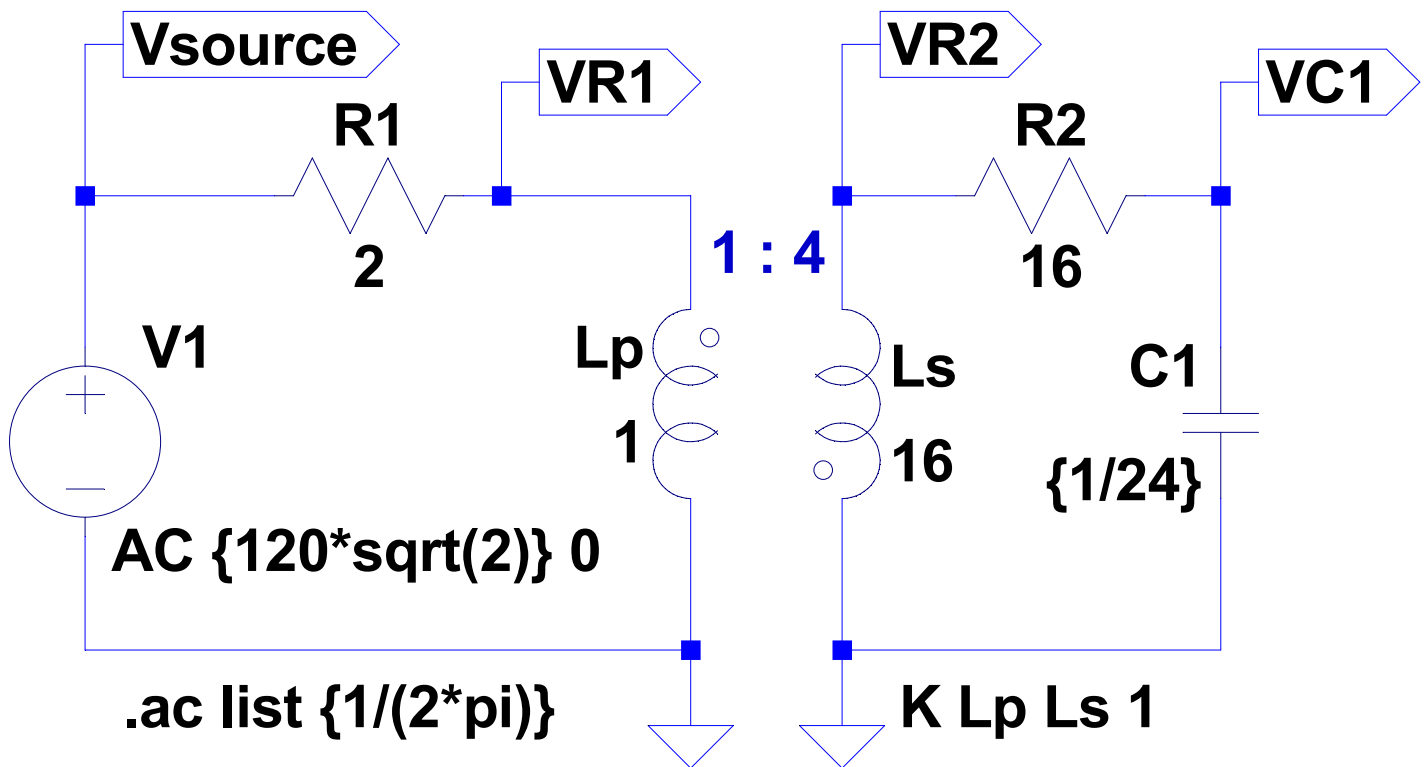 Vsource
VR1
VR2
VC1
R1
2
R2
16
1 : 4
V1
Lp
1
Ls
16
C1
{1/24}
AC {120*sqrt(2)} 0
.ac list {1/(2*pi)}
K Lp Ls 1